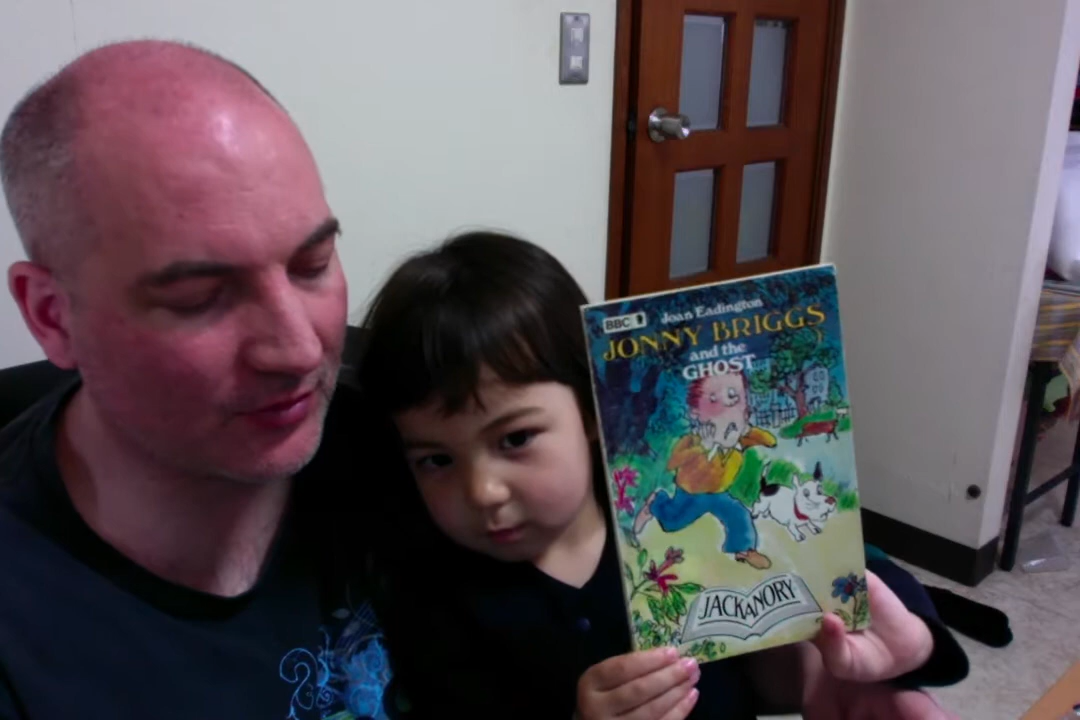 BBC
Joan Eadington
JONNY BRIGGS
and the
GHOST
JACKANORY